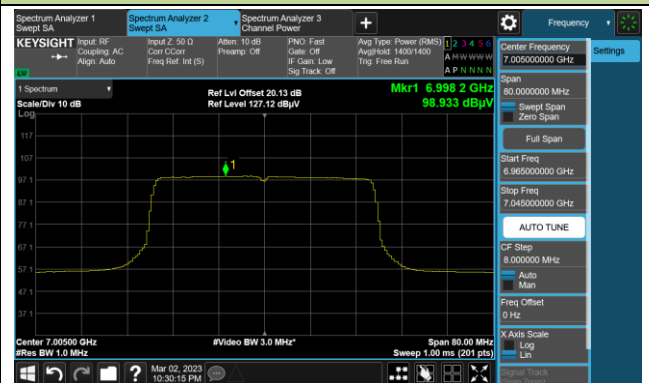 Spectrum Analyzer 1
Swept SA
Spectrum Analyzer 2
Swept SA
Spectrum Analyzer 3
Channel Power
Frequency
KEYSIGHT
Input: RF
Coupling: AC
Align: Auto
Input Z: 50 Ω
Corr CCorr
Freq Ref: Int (S)
Atten: 10 dB
Preamp: Off
PNO: Fast
Gate: Off
IF Gain: Low
Sig Track: Off
Avg Type: Power (RMS)
Avg|Hold: 1400/1400
Trig: Free Run
1 2 3 4 5 6
A W W W W W
A P N N N N
1 Spectrum
Scale/Div 10 dB
Ref Lvl Offset 20.13 dB
Ref Level 127.12 dBµV
Mkr1 6.998 2 GHz
98.933 dBµV
Log
117
107
97.1
87.1
77.1
67.1
57.1
47.1
37.1
1
Center 7.00500 GHz
#Res BW 1.0 MHz
#Video BW 3.0 MHz*
Span 80.00 MHz
Sweep 1.00 ms (201 pts)
Center Frequency
7.005000000 GHz
Settings
Span
80.0000000 MHz
Swept Span
Zero Span
Full Span
Start Freq
6.965000000 GHz
Stop Freq
7.045000000 GHz
AUTO TUNE
CF Step
8.000000 MHz
Auto
Man
Freq Offset
0 Hz
X Axis Scale
Log
Lin
Signal Track
Mar 02, 2023
10:30:15 PM